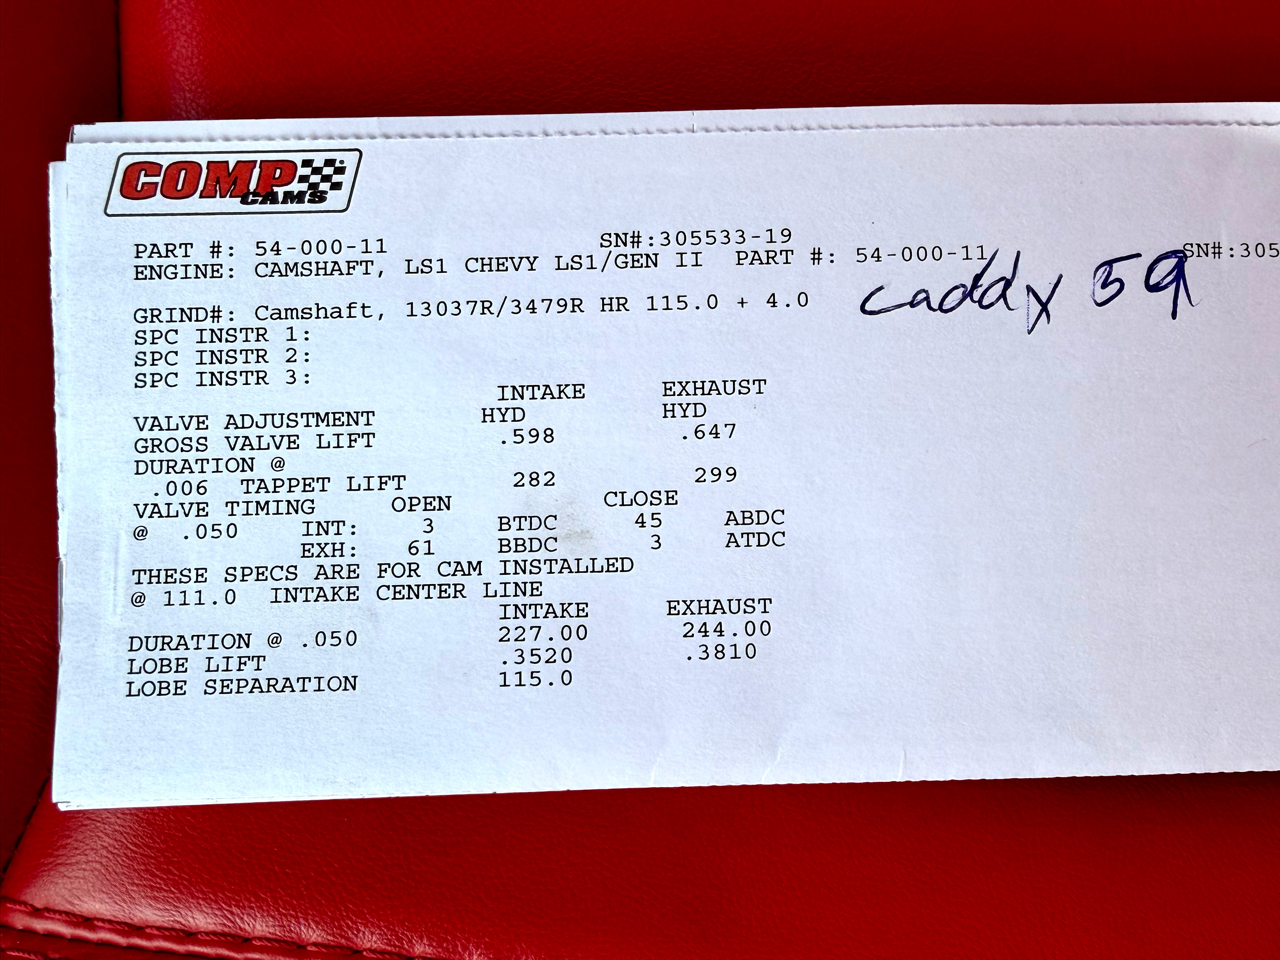 COMP
CAMS
PART #: 54-000-11 SN#:305533-19
ENGINE: CAMSHAFT, LS1 CHEVY LS1/GEN II PART #: 54-000-11 SN#:305
caddy 59
GRIND#: Camshaft, 13037R/3479R HR 115.0 + 4.0
SPC INSTR 1:
SPC INSTR 2:
SPC INSTR 3:
INTAKE EXHAUST
VALVE ADJUSTMENT HYD HYD
GROSS VALVE LIFT .598 .647
DURATION @
.006 TAPPET LIFT 282 299
VALVE TIMING OPEN CLOSE
@ .050 INT: 3 BTDC 45 ABDC
EXH: 61 BBDC 3 ATDC
THESE SPECS ARE FOR CAM INSTALLED
@ 111.0 INTAKE CENTER LINE
INTAKE EXHAUST
DURATION @ .050 227.00 244.00
LOBE LIFT .3520 .3810
LOBE SEPARATION 115.0